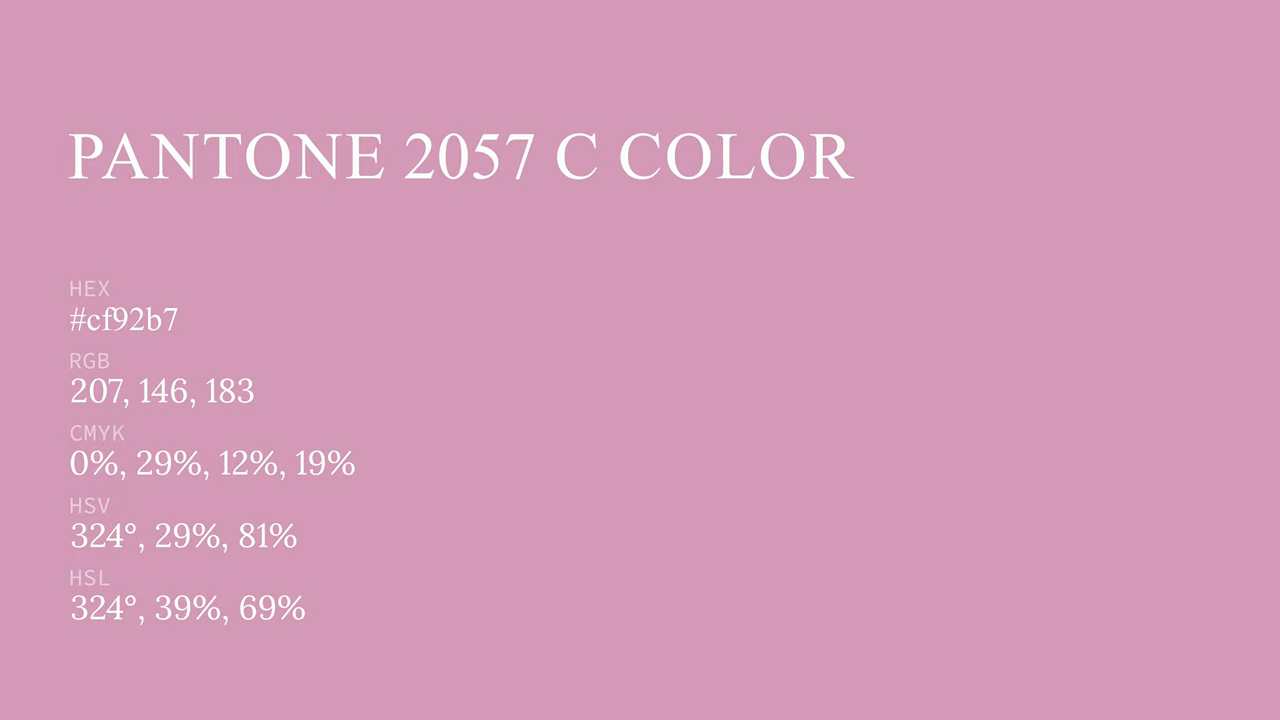 PANTONE 2057 C COLOR
HEX
#cf92b7
RGB
207, 146, 183
CMYK
0%, 29%, 12%, 19%
HSV
324°, 29%, 81%
HSL
324°, 39%, 69%